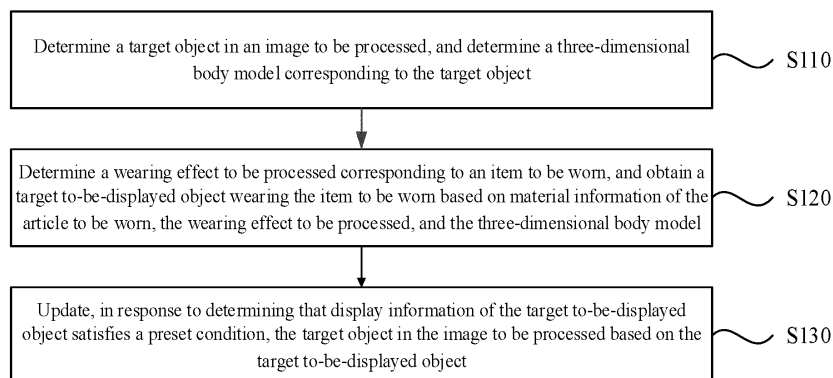 Determine a target object in an image to be processed, and determine a three-dimensional
body model corresponding to the target object
S110
Determine a wearing effect to be processed corresponding to an item to be worn, and obtain a
target to-be-displayed object wearing the item to be worn based on material information of the
article to be worn, the wearing effect to be processed, and the three-dimensional body model
S120
Update, in response to determining that display information of the target to-be-displayed
object satisfies a preset condition, the target object in the image to be processed based on the
target to-be-displayed object
S130